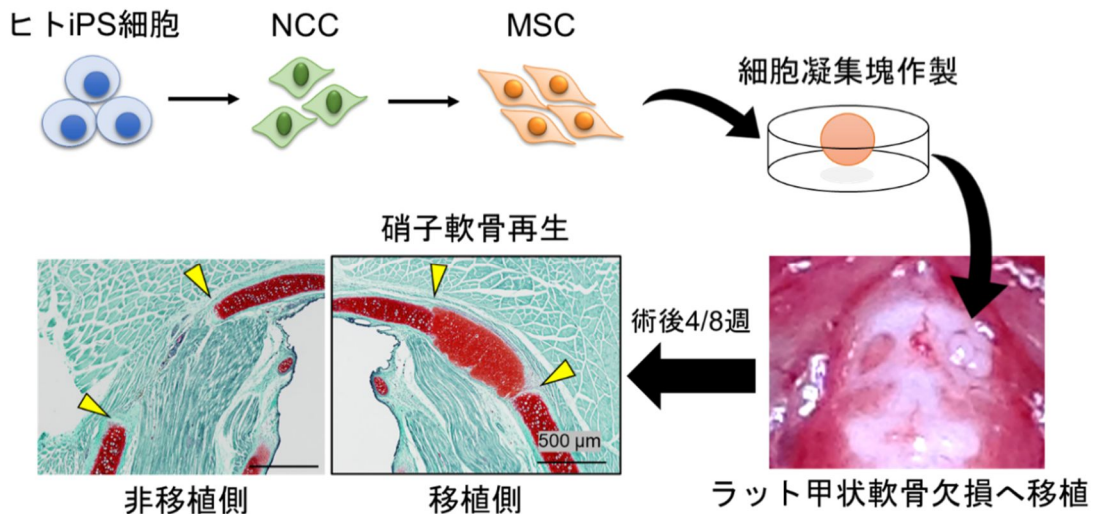 ヒトiPS細胞
NCC
MSC
細胞凝集塊作製
硝子軟骨再生
術後4/8週
500 μm
非移植側
移植側
ラット甲状軟骨欠損へ移植